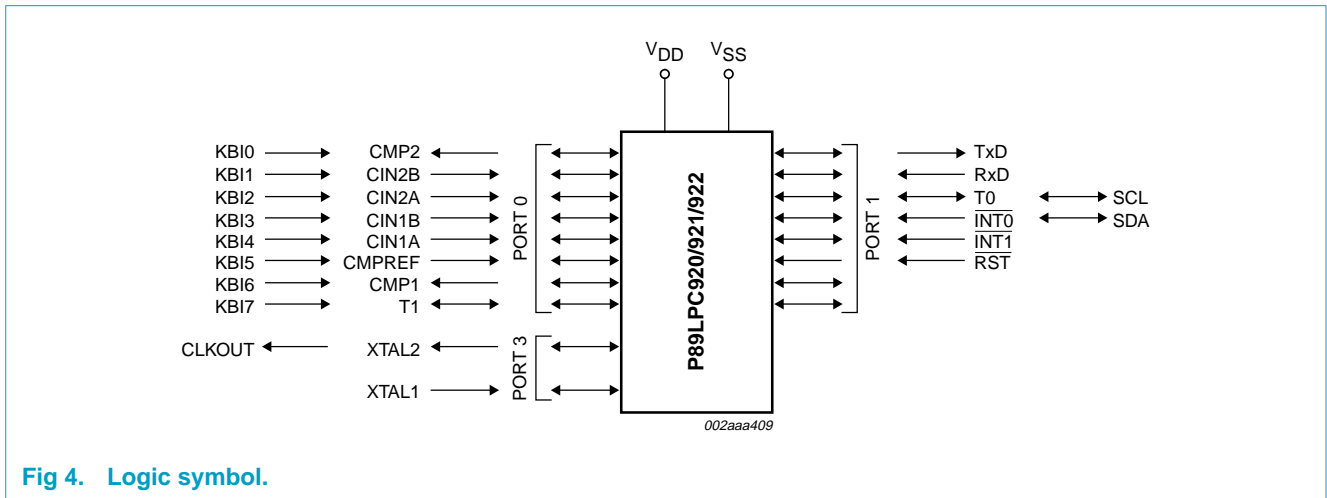 VDD VSS
KBI0 CMP2 TxD
KBI1 CIN2B RxD
KBI2 CIN2A T0 SCL
KBI3 CIN1B INT0 SDA
KBI4 CIN1A INT1
KBI5 CMPREF RST
KBI6 CMP1
KBI7 T1
PORT 0
P89LPC920/921/922
PORT 1
CLKOUT XTAL2
XTAL1
PORT 3
002aaa409
Fig 4. Logic symbol.